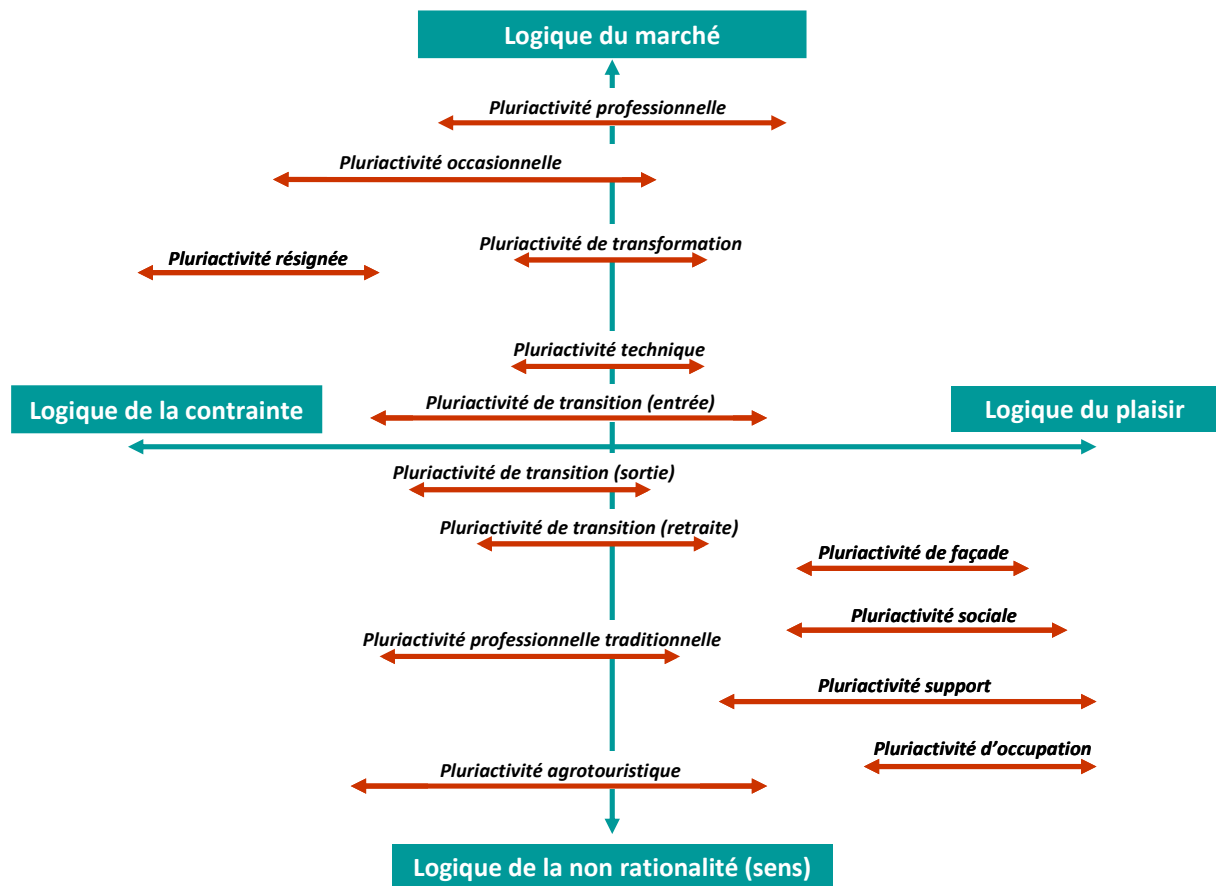 Logique du marché
Pluriactivité professionnelle
Pluriactivité occasionnelle
Pluriactivité de transformation
Pluriactivité résignée
Pluriactivité technique
Pluriactivité de transition (entrée)
Logique de la contrainte
Logique du plaisir
Pluriactivité de transition (sortie)
Pluriactivité de transition (retraite)
Pluriactivité de façade
Pluriactivité sociale
Pluriactivité professionnelle traditionnelle
Pluriactivité support
Pluriactivité d’occupation
Pluriactivité agrotouristique
Logique de la non rationalité (sens)